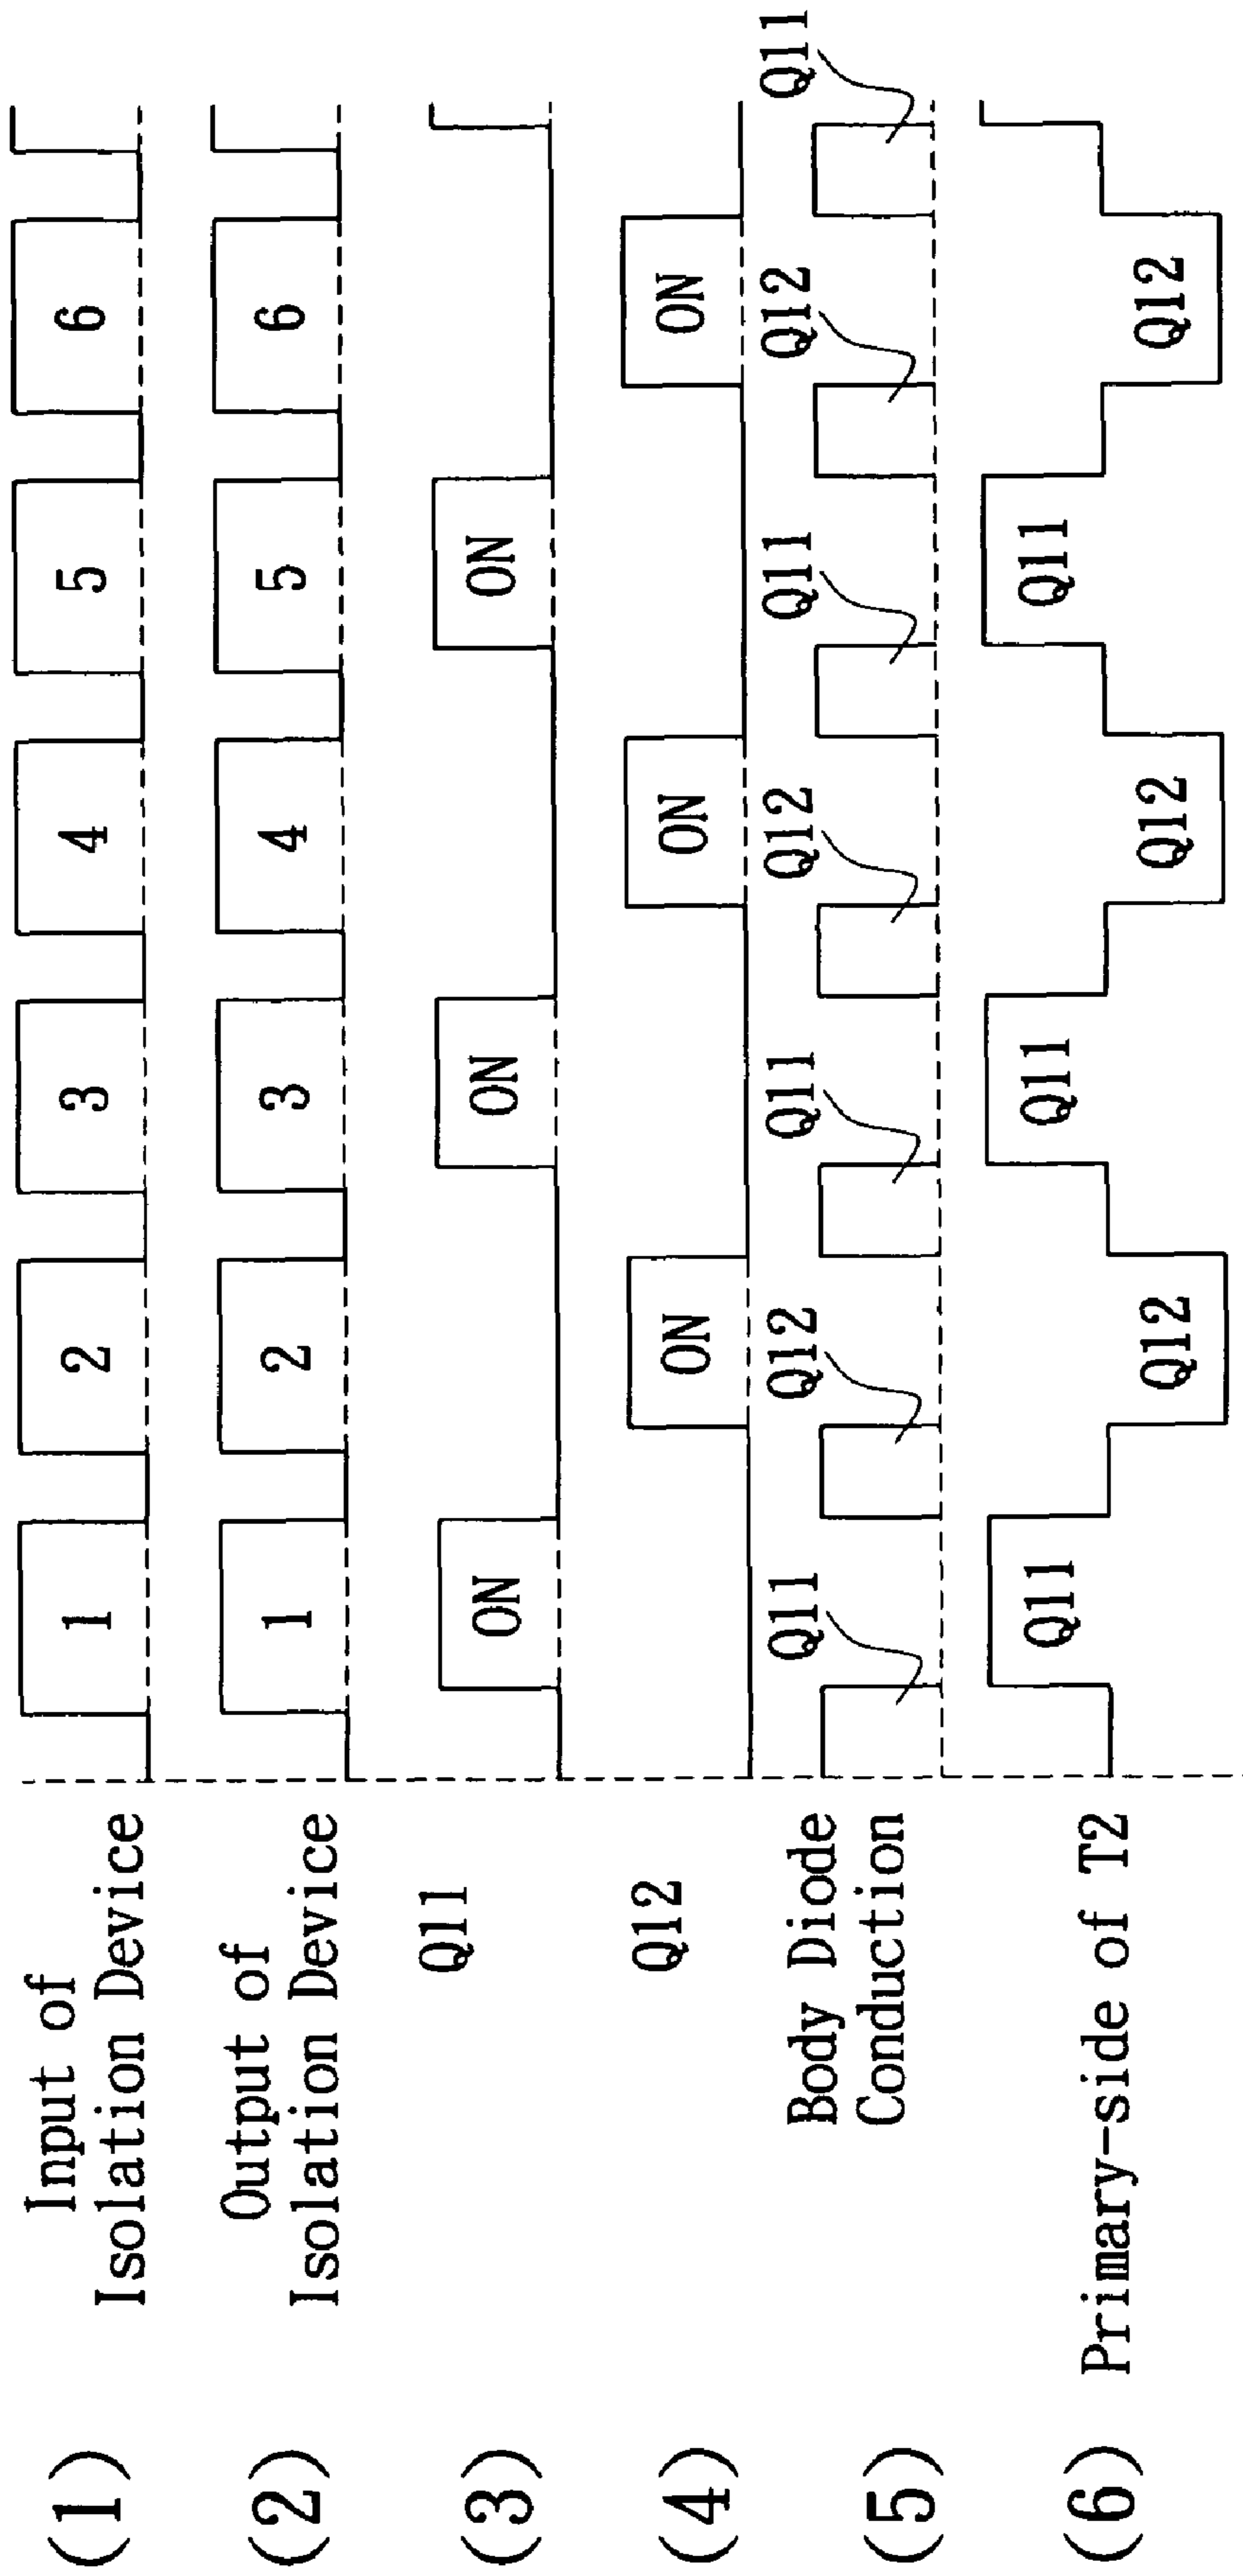 (1) Input of
Isolation Device
1 2 3 4 5 6
(2) Output of
Isolation Device
1 2 3 4 5 6
(3) Q11
ON ON ON
(4) Q12
ON ON ON
(5) Body Diode
Conduction
Q11 Q12 Q11 Q12 Q11 Q12 Q11
(6) Primary-side of T2
Q11 Q12 Q11 Q12 Q11 Q12